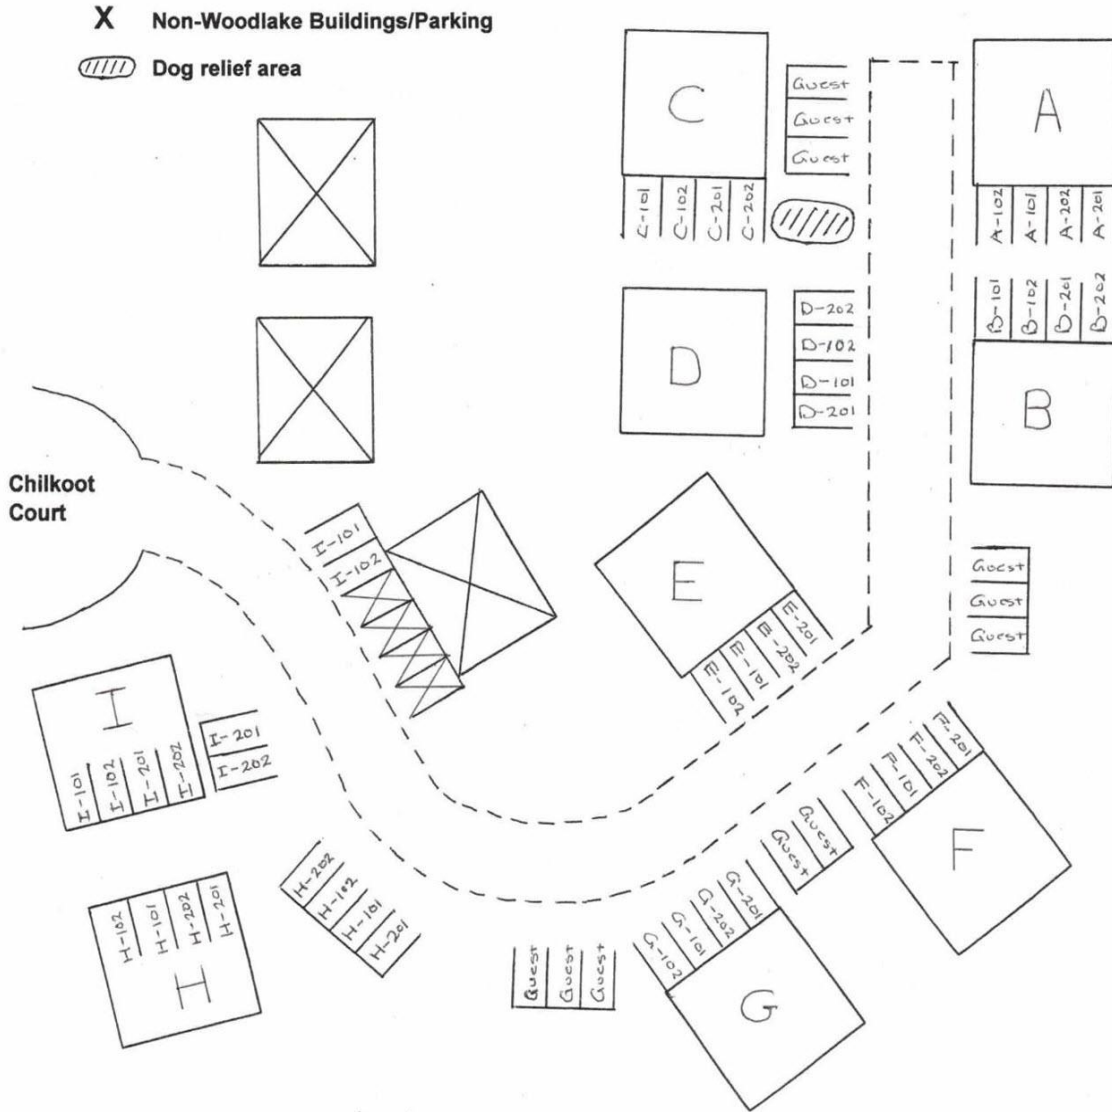 X Non-Woodlake Buildings/Parking
Dog relief area
C
Guest
Guest
Guest
A
C-101
C-102
C-201
C-202
A-102
A-101
A-202
A-201
D
D-202
D-102
D-101
D-201
B-101
B-102
B-201
B-202
B
Chilkoot
Court
I-101
I-102
E
E-102
E-101
E-202
E-201
Guest
Guest
Guest
I
I-101
I-102
I-201
I-202
I-201
I-202
F-102
F-101
F-202
F-201
F
Guest
Guest
H-202
H-102
H-101
H-201
H-102
H-101
H-202
H-201
H
G-102
G-101
G-202
G-201
G
Guest
Guest
Guest